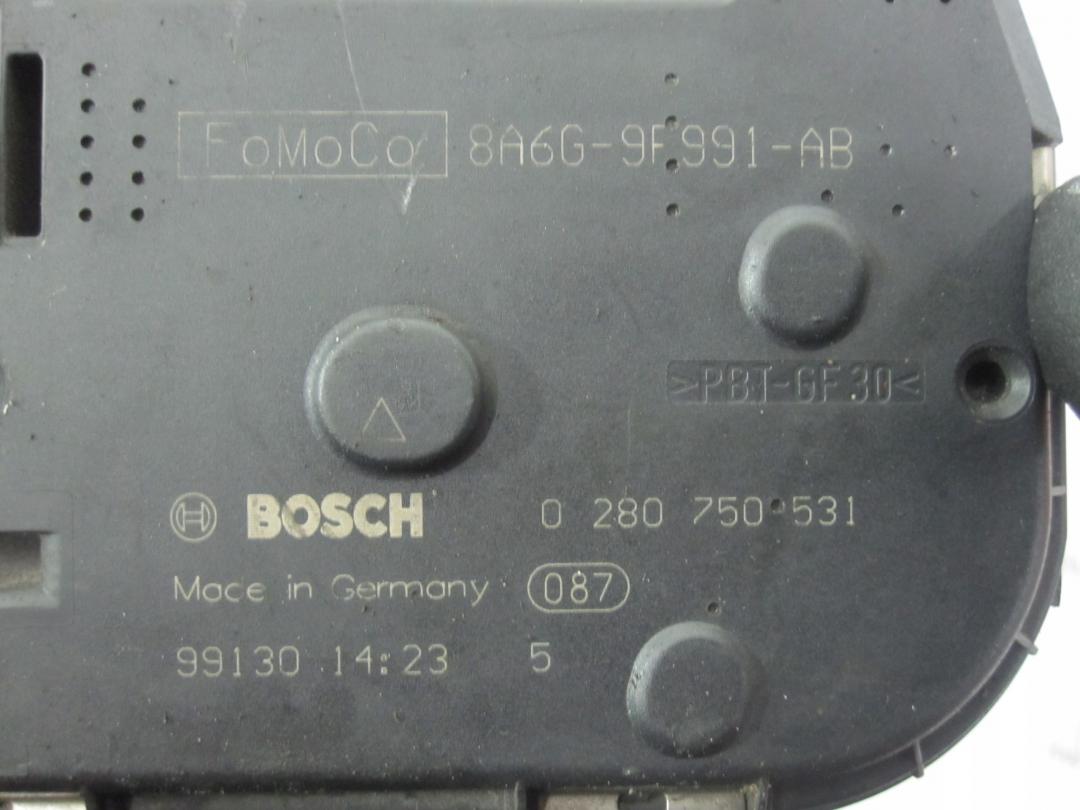 FoMoCo 8A6G-9F991-AB
>PBT-GF30<
BOSCH 0 280 750 531
Made in Germany 087
99130 14:23 5